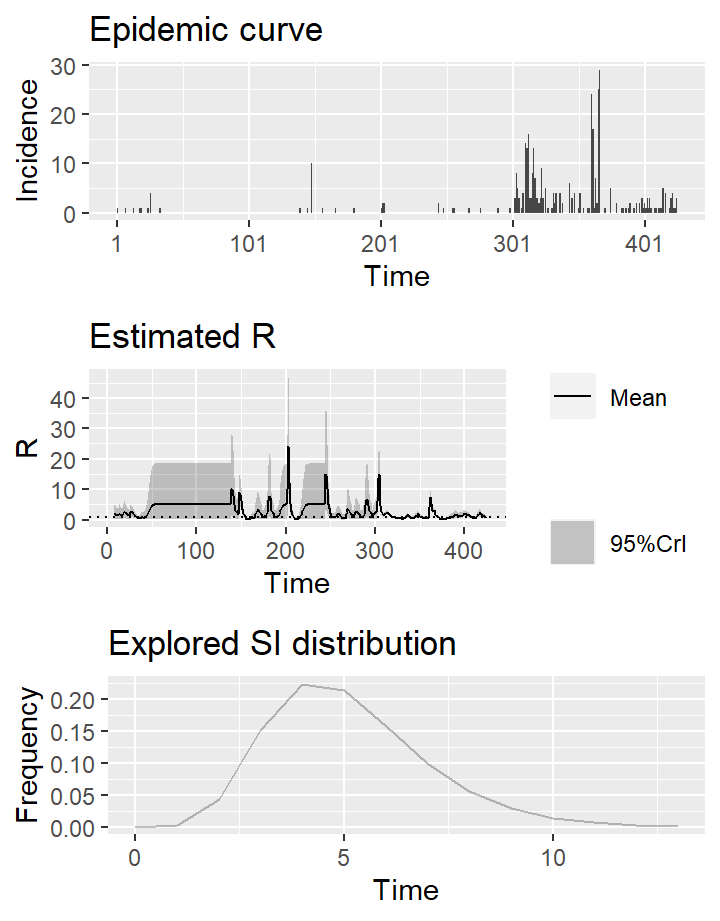 Epidemic curve
30
20
10
0
Incidence
1 101 201 301 401
Time
Estimated R
40
30
20
10
0
R
0 100 200 300 400
Time
Mean
95%CrI
Explored SI distribution
0.20
0.15
0.10
0.05
0.00
Frequency
0 5 10
Time